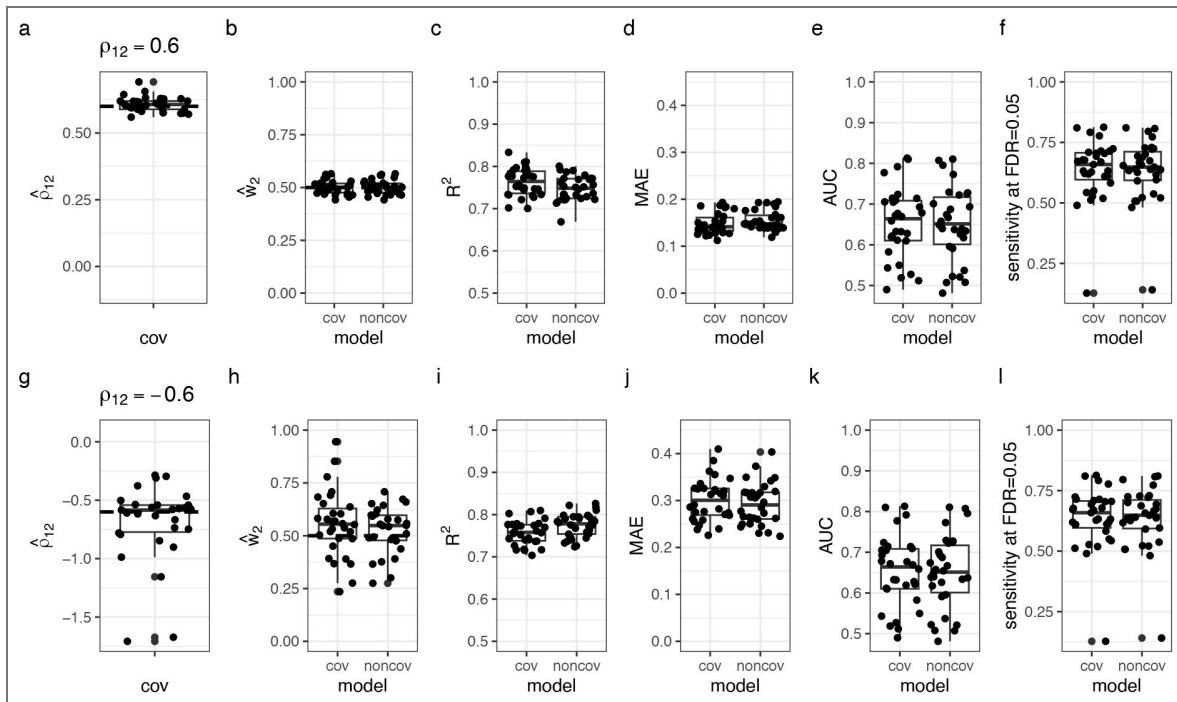 a
ρ12 = 0.6
0.50
0.25
0.00
ρ̂12
cov
b
1.00
0.75
0.50
0.25
0.00
ŵ2
cov noncov
model
c
1.0
0.9
0.8
0.7
0.6
0.5
R²
cov noncov
model
d
0.4
0.3
0.2
0.1
0.0
MAE
cov noncov
model
e
1.0
0.9
0.8
0.7
0.6
0.5
AUC
cov noncov
model
f
1.00
0.75
0.50
0.25
sensitivity at FDR=0.05
cov noncov
model
g
ρ12 = −0.6
0.0
−0.5
−1.0
−1.5
ρ̂12
cov
h
1.00
0.75
0.50
0.25
0.00
ŵ2
cov noncov
model
i
1.0
0.9
0.8
0.7
0.6
0.5
R²
cov noncov
model
j
0.4
0.3
0.2
0.1
0.0
MAE
cov noncov
model
k
1.0
0.9
0.8
0.7
0.6
0.5
AUC
cov noncov
model
l
1.00
0.75
0.50
0.25
sensitivity at FDR=0.05
cov noncov
model